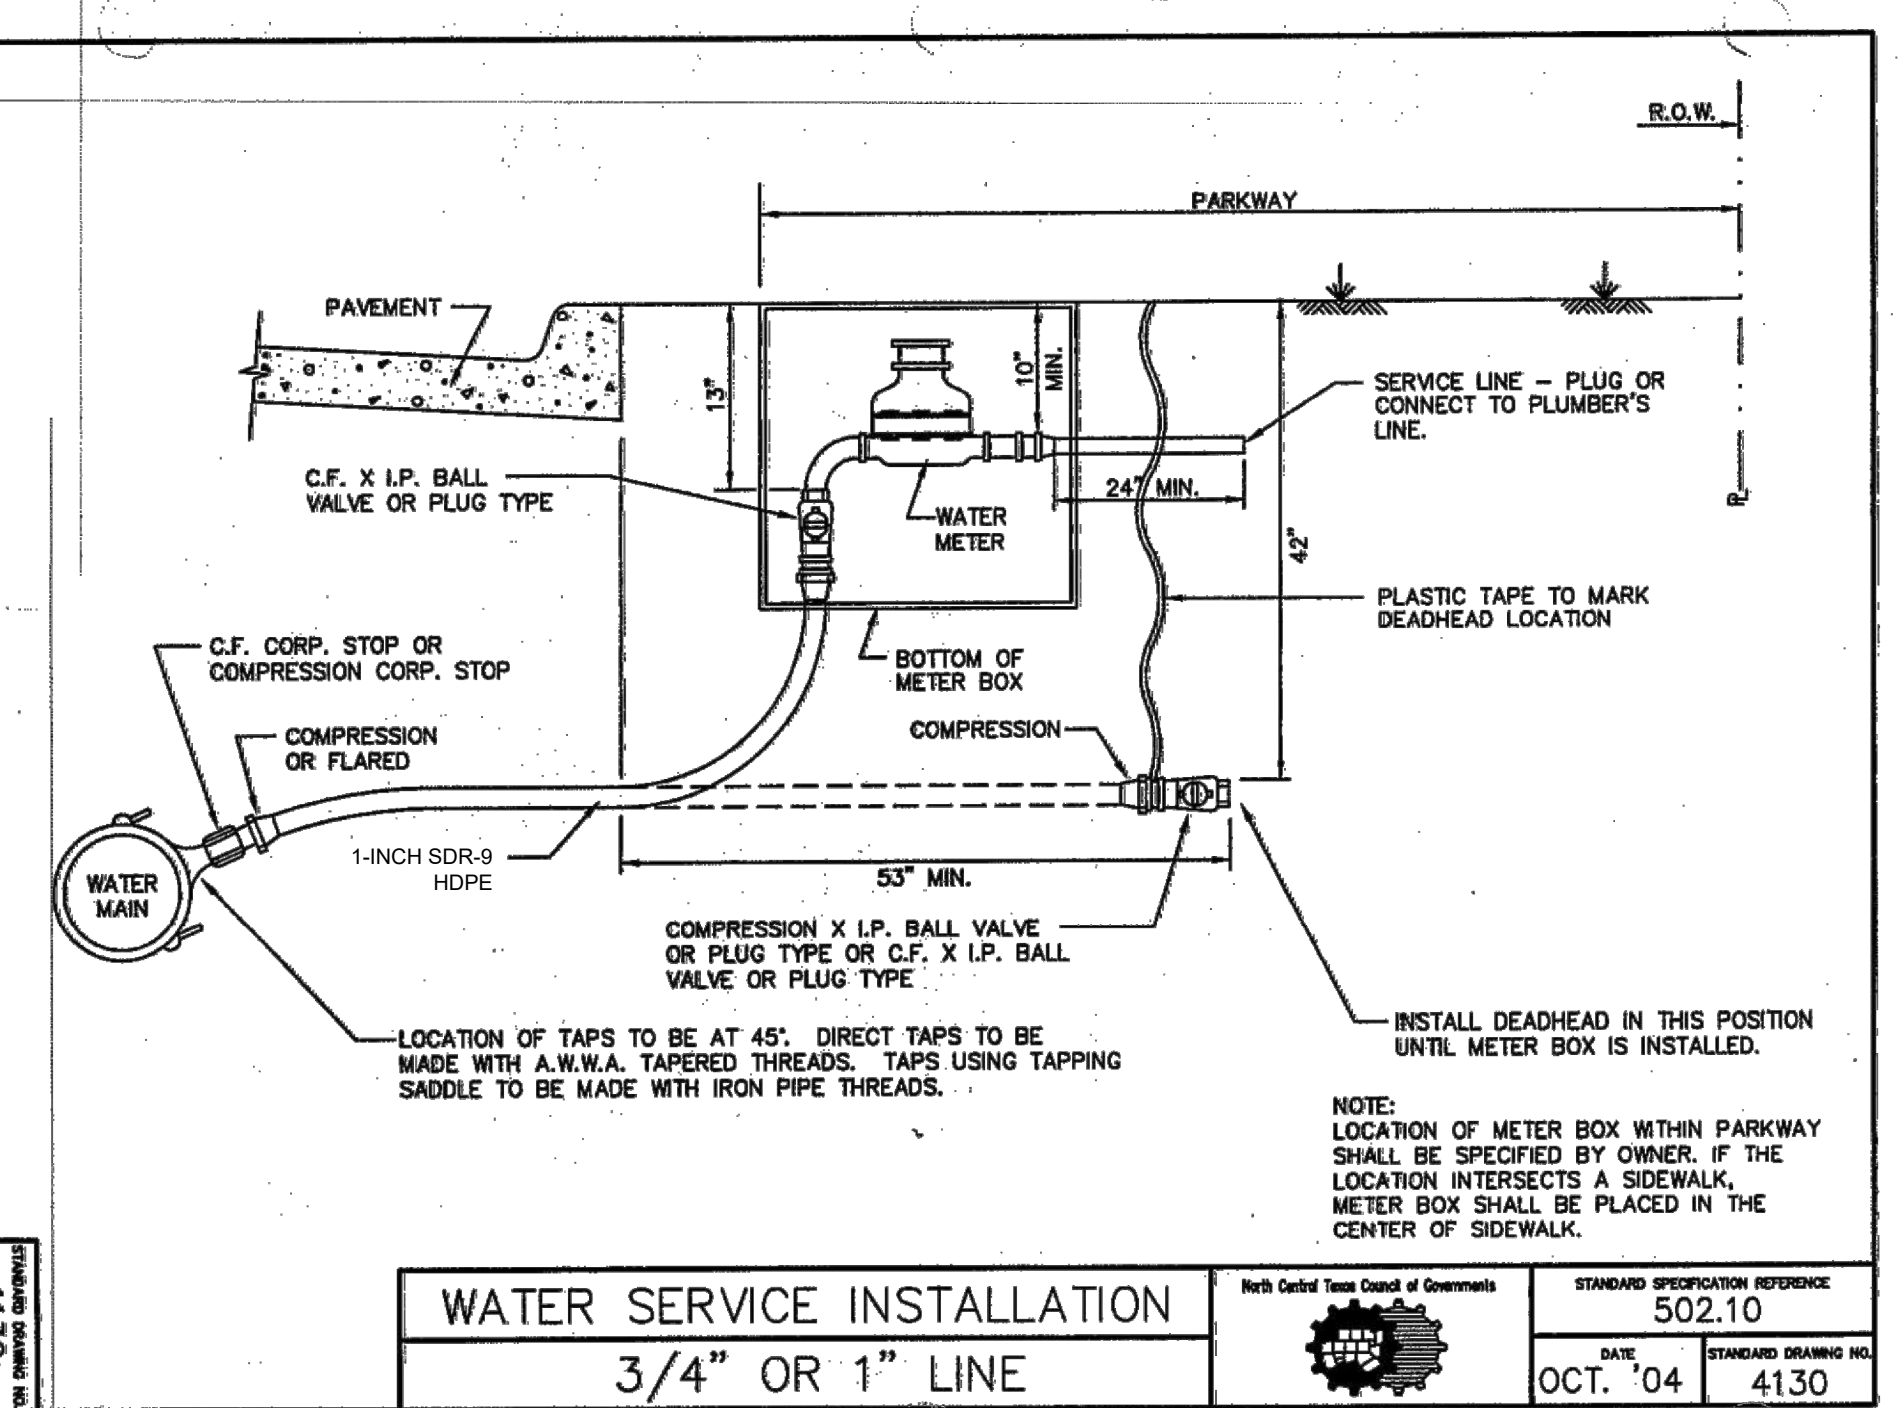 R.O.W.
PARKWAY
PAVEMENT
13"
10"
MIN.
SERVICE LINE – PLUG OR
CONNECT TO PLUMBER'S
LINE.
C.F. X I.P. BALL
VALVE OR PLUG TYPE
24" MIN.
WATER
METER
42"
PLASTIC TAPE TO MARK
DEADHEAD LOCATION
C.F. CORP. STOP OR
COMPRESSION CORP. STOP
BOTTOM OF
METER BOX
COMPRESSION
OR FLARED
COMPRESSION
1-INCH SDR-9
HDPE
WATER
MAIN
53" MIN.
COMPRESSION X I.P. BALL VALVE
OR PLUG TYPE OR C.F. X I.P. BALL
VALVE OR PLUG TYPE
INSTALL DEADHEAD IN THIS POSITION
UNTIL METER BOX IS INSTALLED.
LOCATION OF TAPS TO BE AT 45°. DIRECT TAPS TO BE
MADE WITH A.W.W.A. TAPERED THREADS. TAPS USING TAPPING
SADDLE TO BE MADE WITH IRON PIPE THREADS.
NOTE:
LOCATION OF METER BOX WITHIN PARKWAY
SHALL BE SPECIFIED BY OWNER. IF THE
LOCATION INTERSECTS A SIDEWALK,
METER BOX SHALL BE PLACED IN THE
CENTER OF SIDEWALK.
STANDARD DRAWING NO.
WATER SERVICE INSTALLATION
3/4" OR 1" LINE
North Central Texas Council of Governments
STANDARD SPECIFICATION REFERENCE
502.10
DATE
OCT. '04
STANDARD DRAWING NO.
4130